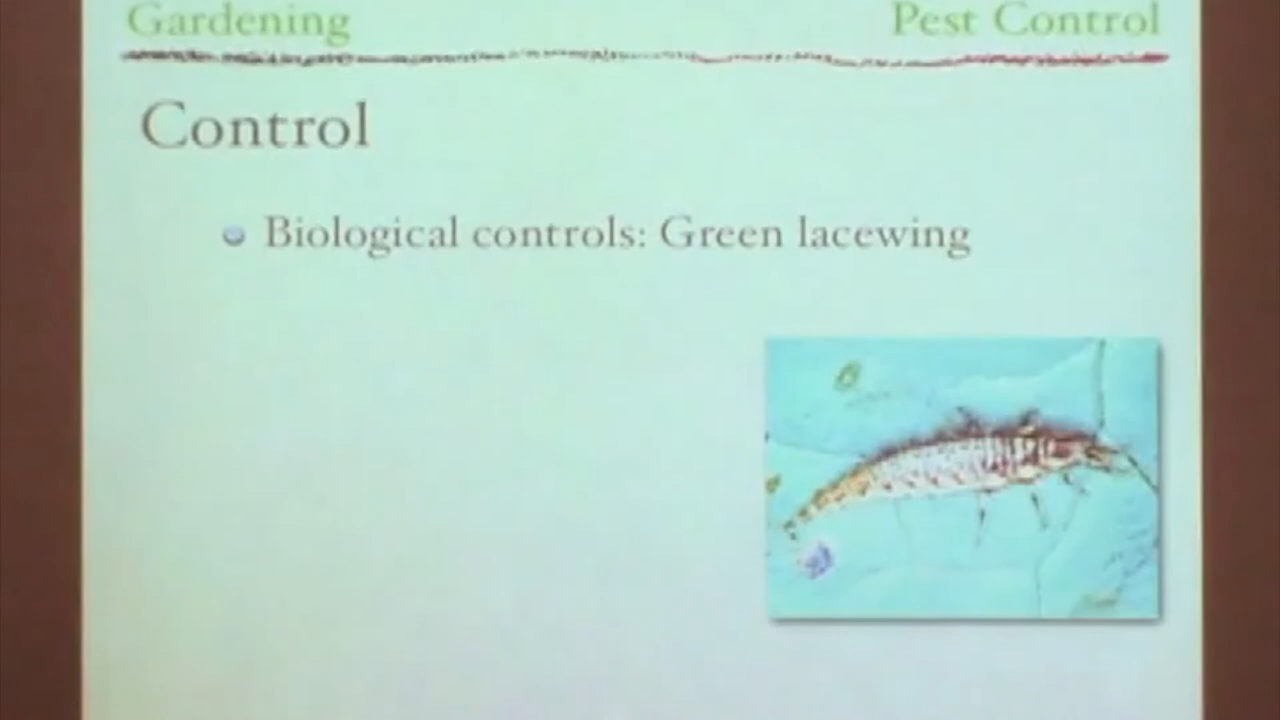 Gardening Pest Control
Control
Biological controls: Green lacewing